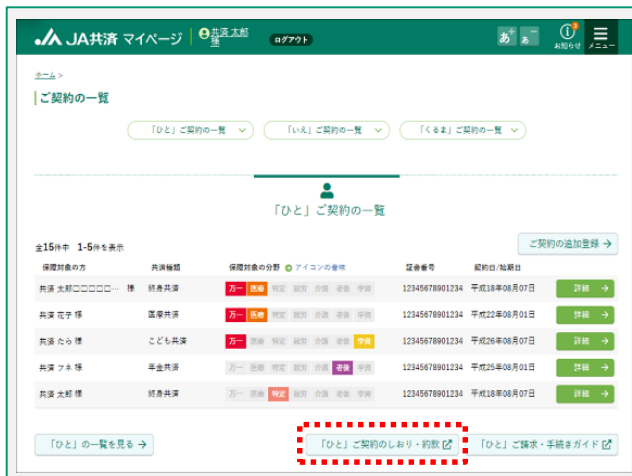 JA共済 マイページ
共済 太郎
様
ログアウト
あ+ あ-
3
お知らせ
メニュー
ホーム >
ご契約の一覧
「ひと」ご契約の一覧
「いえ」ご契約の一覧
「くるま」ご契約の一覧
「ひと」ご契約の一覧
全15件中 1-5件を表示
ご契約の追加登録 →
保障対象の方 共済種類 保障対象の分野 アイコンの意味 証書番号 契約日/始期日
共済 太郎□□□□□… 様 終身共済 万一 医療 特定 就労 介護 老後 学資 12345678901234 平成18年08月07日 詳細 →
共済 花子 様 医療共済 万一 医療 特定 就労 介護 老後 学資 12345678901234 平成22年08月01日 詳細 →
共済 たら 様 こども共済 万一 医療 特定 就労 介護 老後 学資 12345678901234 平成26年08月07日 詳細 →
共済 フネ 様 年金共済 万一 医療 特定 就労 介護 老後 学資 12345678901234 平成25年08月01日 詳細 →
共済 太郎 様 終身共済 万一 医療 特定 就労 介護 老後 学資 12345678901234 平成18年08月07日 詳細 →
「ひと」の一覧を見る →
「ひと」ご契約のしおり・約款
「ひと」ご請求・手続きガイド